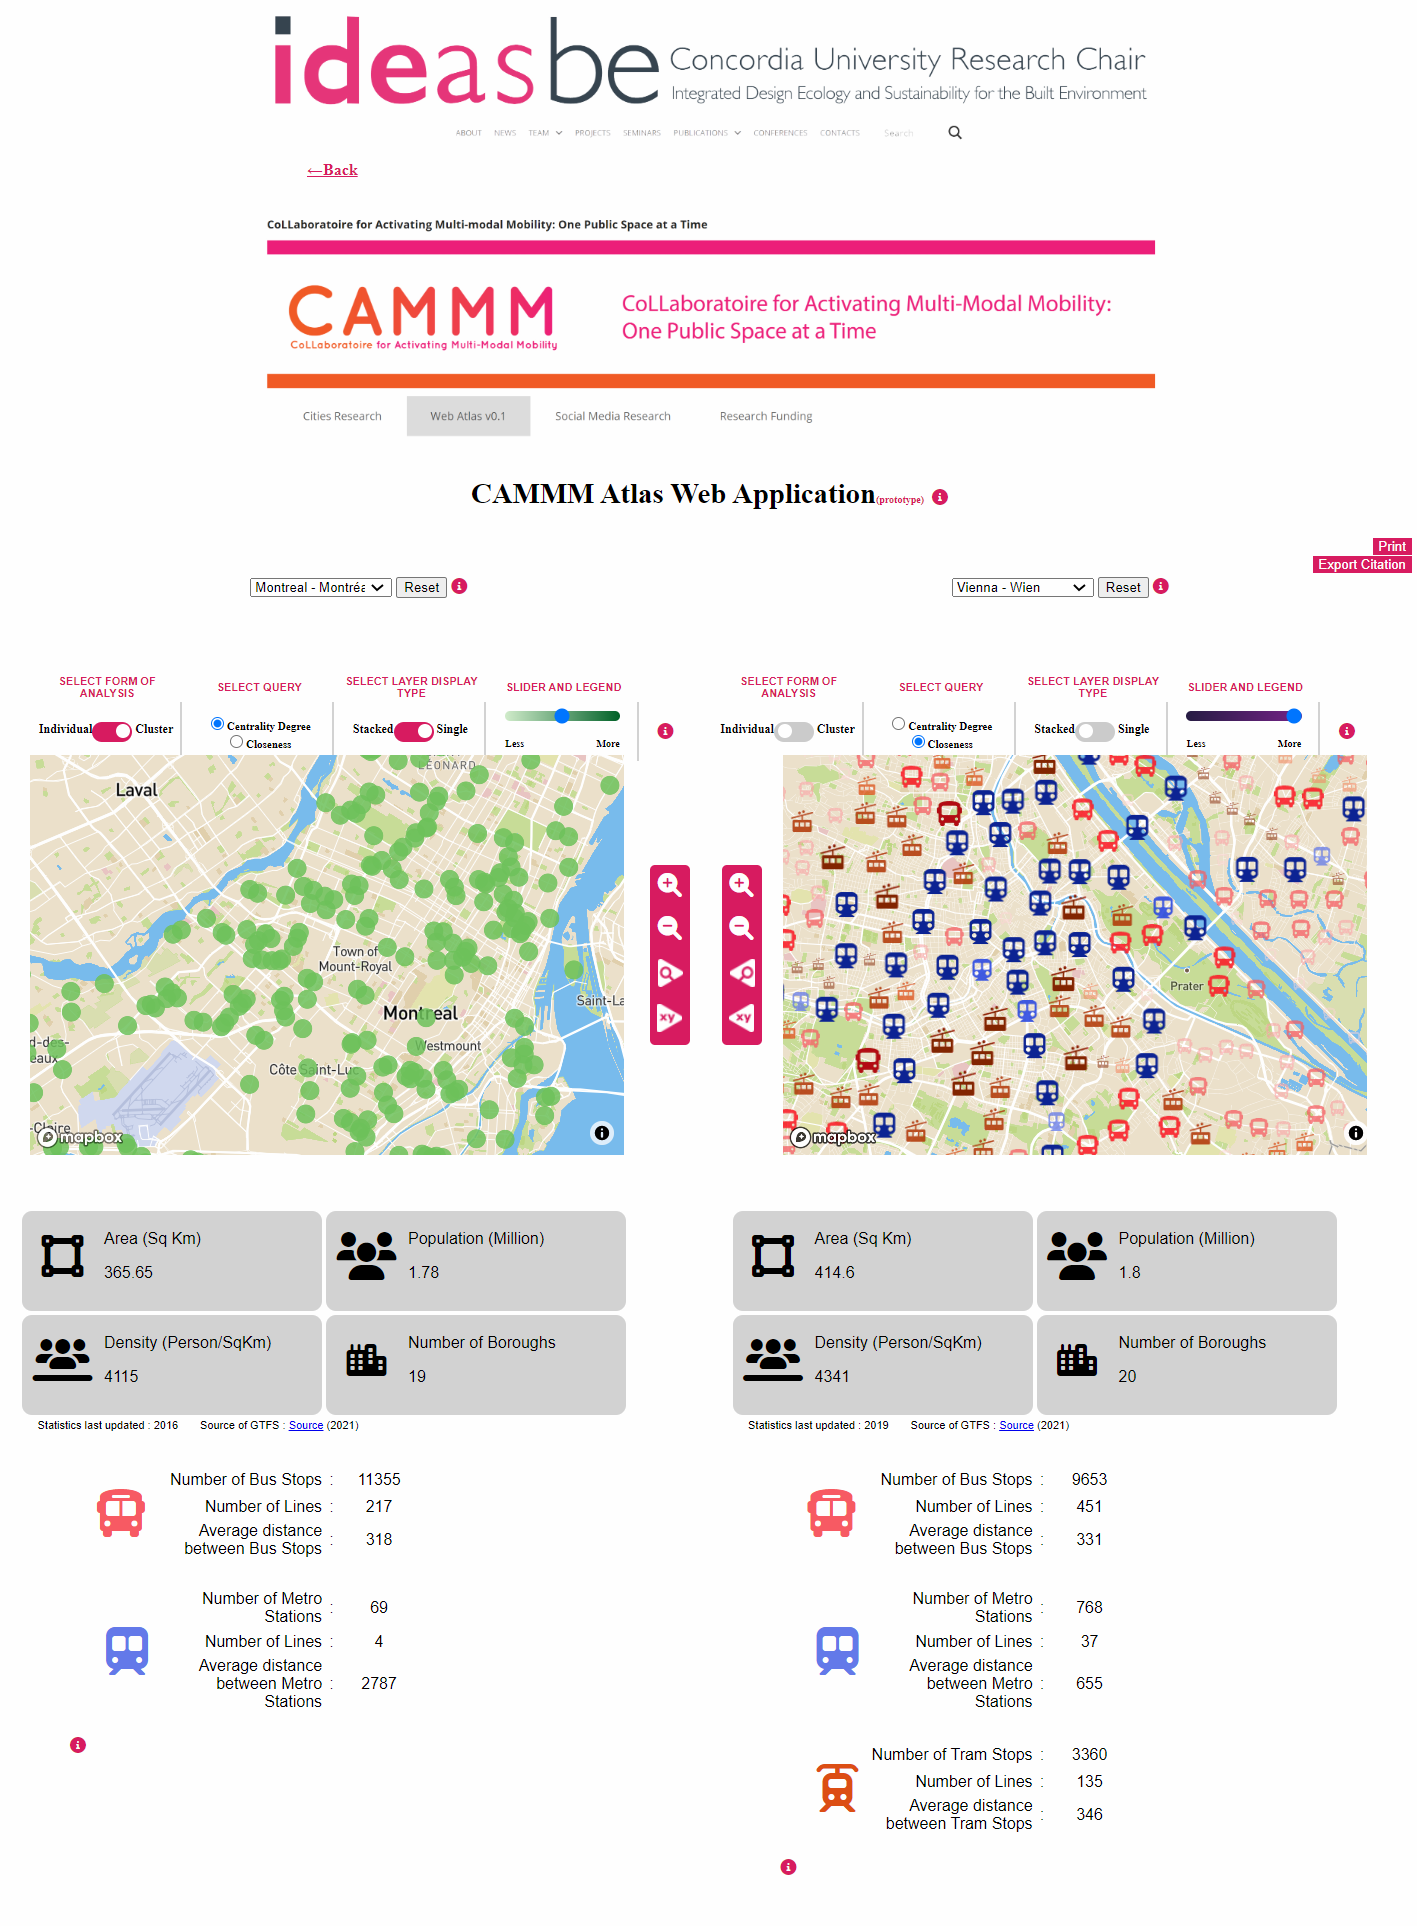 ideasbe Concordia University Research Chair
Integrated Design Ecology and Sustainability for the Built Environment
ABOUT NEWS TEAM PROJECTS SEMINARS PUBLICATIONS CONFERENCES CONTACTS Search
←Back
CoLLaboratoire for Activating Multi-modal Mobility: One Public Space at a Time
CAMMM
CoLLaboratoire for Activating Multi-Modal Mobility
CoLLaboratoire for Activating Multi-Modal Mobility:
One Public Space at a Time
Cities Research Web Atlas v0.1 Social Media Research Research Funding
CAMMM Atlas Web Application(prototype)
Print
Export Citation
Montreal - Montréa Reset
Vienna - Wien Reset
SELECT FORM OF ANALYSIS
Individual Cluster
SELECT QUERY
Centrality Degree
Closeness
SELECT LAYER DISPLAY TYPE
Stacked Single
SLIDER AND LEGEND
Less More
SELECT FORM OF ANALYSIS
Individual Cluster
SELECT QUERY
Centrality Degree
Closeness
SELECT LAYER DISPLAY TYPE
Stacked Single
SLIDER AND LEGEND
Less More
LÉONARD
Laval
Town of
Mount-Royal
Montreal
Saint-La
Westmount
Côte Saint-Luc
d-des-
eaux
-Claire
mapbox
xy
xy
Prater
mapbox
Area (Sq Km)
365.65
Population (Million)
1.78
Density (Person/SqKm)
4115
Number of Boroughs
19
Statistics last updated : 2016 Source of GTFS : Source (2021)
Number of Bus Stops : 11355
Number of Lines : 217
Average distance
between Bus Stops : 318
Number of Metro
Stations : 69
Number of Lines : 4
Average distance
between Metro : 2787
Stations
Area (Sq Km)
414.6
Population (Million)
1.8
Density (Person/SqKm)
4341
Number of Boroughs
20
Statistics last updated : 2019 Source of GTFS : Source (2021)
Number of Bus Stops : 9653
Number of Lines : 451
Average distance
between Bus Stops : 331
Number of Metro
Stations : 768
Number of Lines : 37
Average distance
between Metro : 655
Stations
Number of Tram Stops : 3360
Number of Lines : 135
Average distance
between Tram Stops : 346